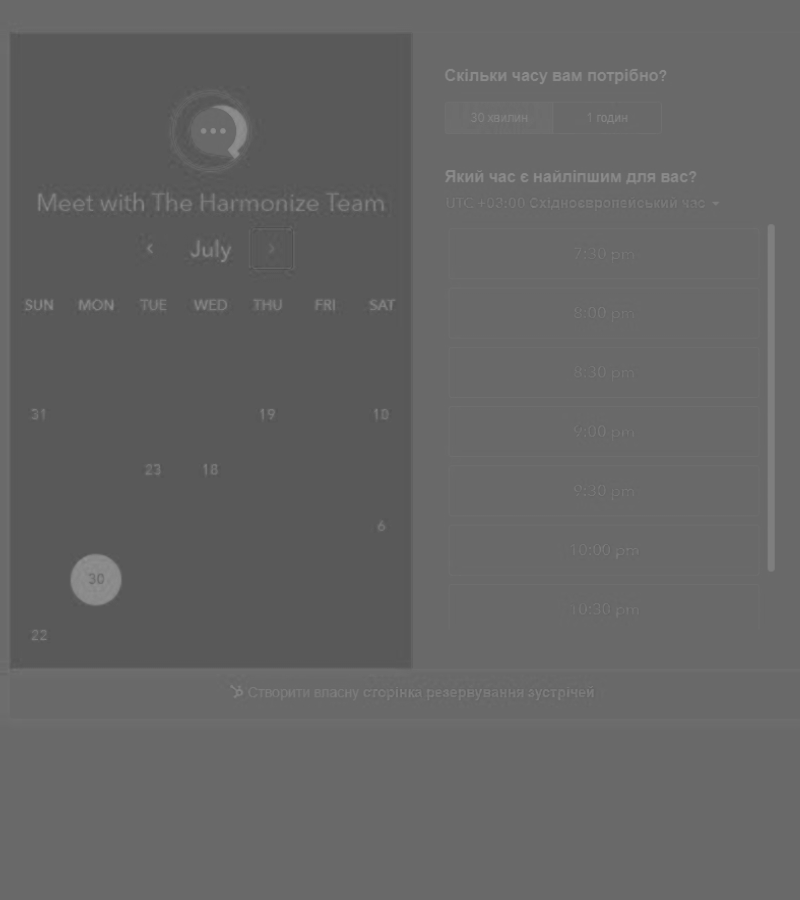 Meet with The Harmonize Team
July
SUN MON TUE WED THU FRI SAT
31 19 10
23 18
6
30
22
Скільки часу вам потрібно?
30 хвилин 1 годин
Який час є найліпшим для вас?
UTC +03:00 Східноєвропейський час
7:30 pm
8:00 pm
8:30 pm
9:00 pm
9:30 pm
10:00 pm
10:30 pm
Створити власну сторінка резервування зустрічей